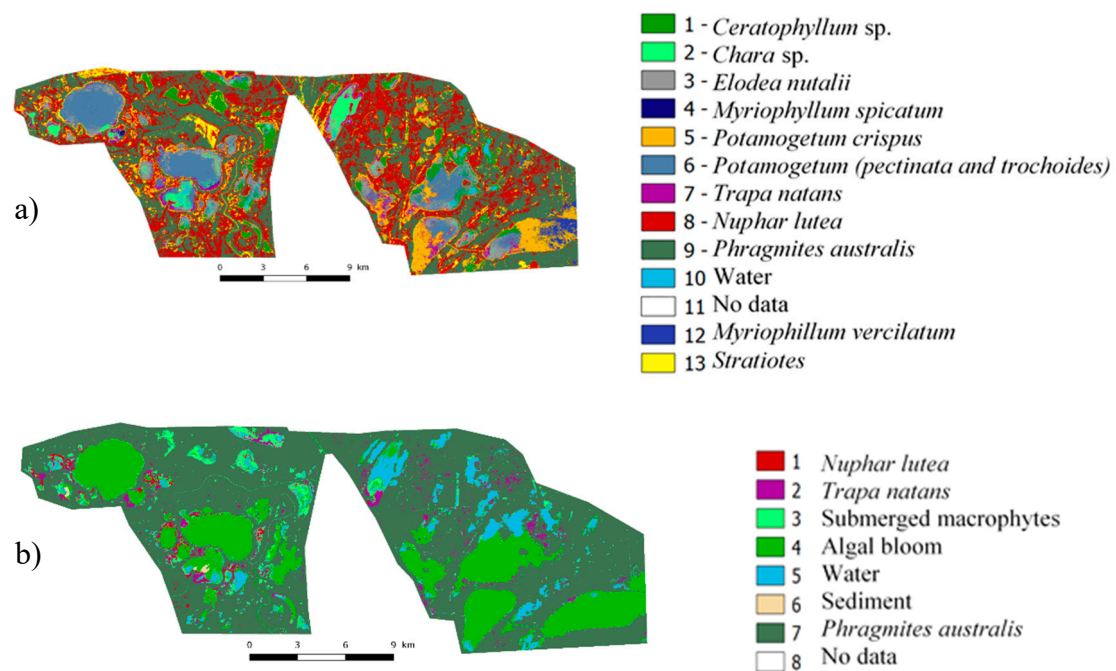 1 - Ceratophyllum sp.
2 - Chara sp.
3 - Elodea nutalii
4 - Myriophyllum spicatum
5 - Potamogetum crispus
6 - Potamogetum (pectinata and trochoides)
7 - Trapa natans
8 - Nuphar lutea
9 - Phragmites australis
10 Water
11 No data
12 Myriophillum vercilatum
13 Stratiotes
a)
0 3 6 9 km
1 Nuphar lutea
2 Trapa natans
3 Submerged macrophytes
4 Algal bloom
5 Water
6 Sediment
7 Phragmites australis
8 No data
b)
0 3 6 9 km